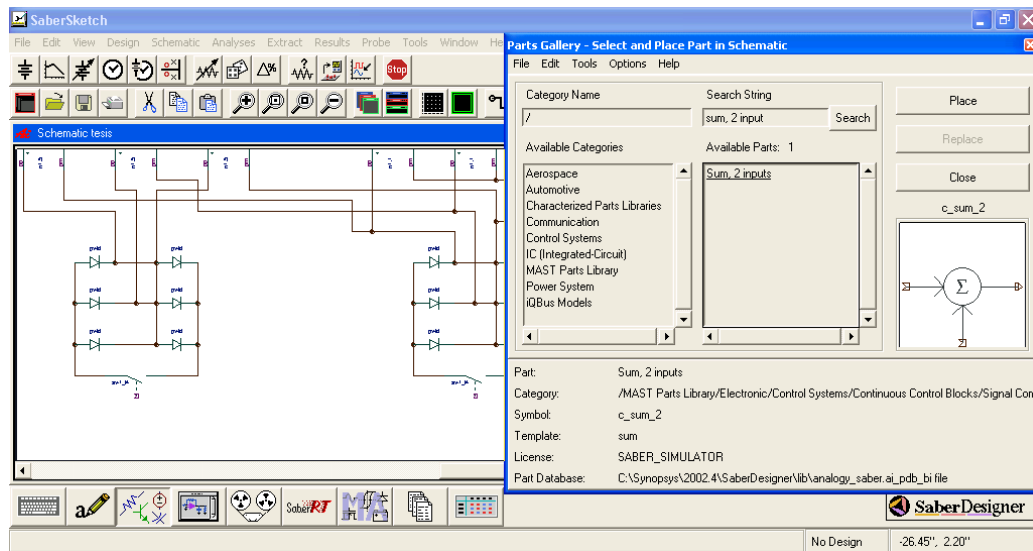 SaberSketch
File Edit View Design Schematic Analyses Extract Results Probe Tools Window He
Stop
Schematic tesis
Parts Gallery - Select and Place Part in Schematic
File Edit Tools Options Help
Category Name
/
Search String
sum, 2 input
Search
Available Categories
Aerospace
Automotive
Characterized Parts Libraries
Communication
Control Systems
IC (Integrated-Circuit)
MAST Parts Library
Power System
iQBus Models
Available Parts: 1
Sum, 2 inputs
Place
Replace
Close
c_sum_2
Σ
Part: Sum, 2 inputs
Category: /MAST Parts Library/Electronic/Control Systems/Continuous Control Blocks/Signal Con
Symbol: c_sum_2
Template: sum
License: SABER_SIMULATOR
Part Database: C:\Synopsys\2002.4\SaberDesigner\lib\analogy_saber.ai_pdb_bi file
a
SaberRT
SaberDesigner
No Design
-26.45", 2.20"